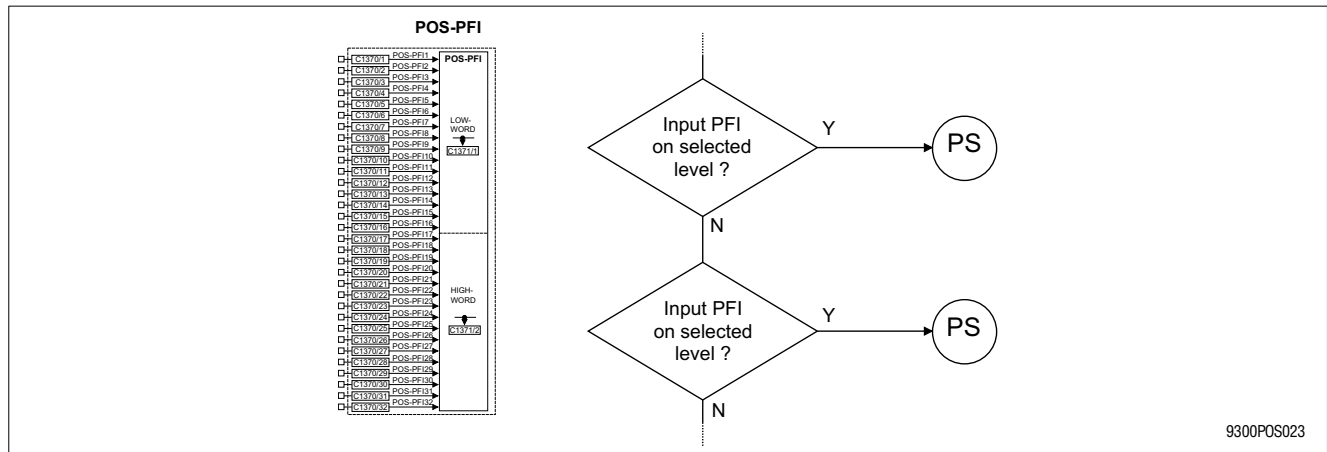 POS-PFI
POS-PFI
C1370/1 POS-PFI1
C1370/2 POS-PFI2
C1370/3 POS-PFI3
C1370/4 POS-PFI4
C1370/5 POS-PFI5
C1370/6 POS-PFI6
C1370/7 POS-PFI7
C1370/8 POS-PFI8
C1370/9 POS-PFI9
C1370/10 POS-PFI10
C1370/11 POS-PFI11
C1370/12 POS-PFI12
C1370/13 POS-PFI13
C1370/14 POS-PFI14
C1370/15 POS-PFI15
C1370/16 POS-PFI16
C1370/17 POS-PFI17
C1370/18 POS-PFI18
C1370/19 POS-PFI19
C1370/20 POS-PFI20
C1370/21 POS-PFI21
C1370/22 POS-PFI22
C1370/23 POS-PFI23
C1370/24 POS-PFI24
C1370/25 POS-PFI25
C1370/26 POS-PFI26
C1370/27 POS-PFI27
C1370/28 POS-PFI28
C1370/29 POS-PFI29
C1370/30 POS-PFI30
C1370/31 POS-PFI31
C1370/32 POS-PFI32
LOW-
WORD
C1371/1
HIGH-
WORD
C1371/2
Input PFI
on selected
level ?
Y
PS
N
Input PFI
on selected
level ?
Y
PS
N
9300POS023